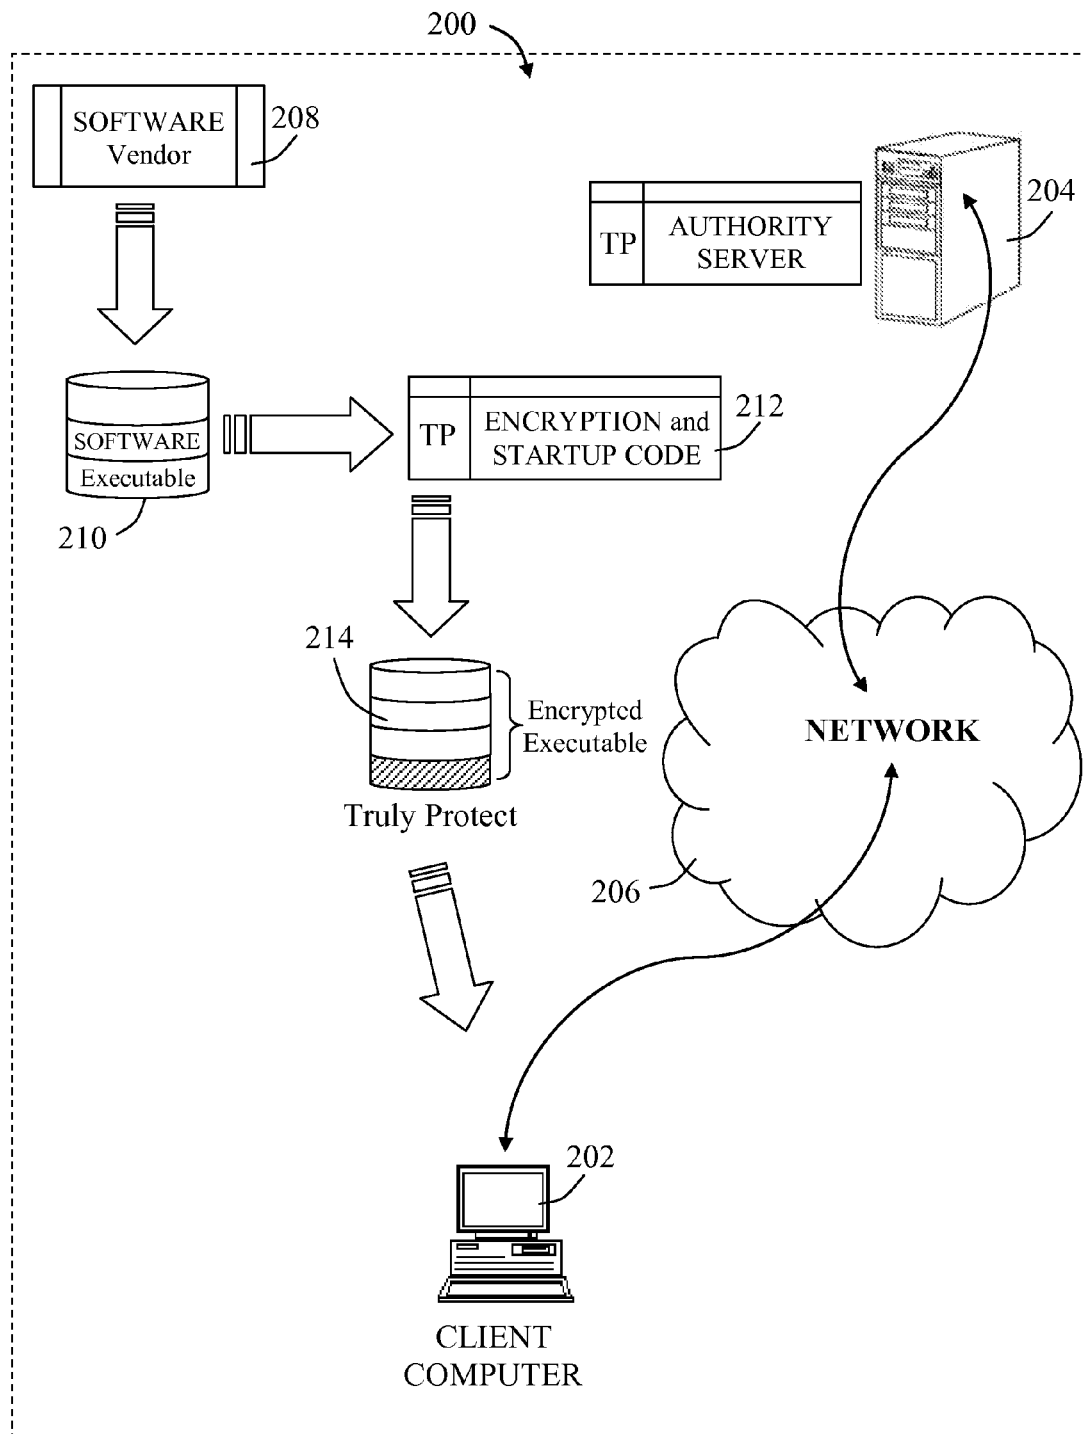 200
SOFTWARE
Vendor
208
204
TP
AUTHORITY
SERVER
SOFTWARE
Executable
210
TP
ENCRYPTION and
STARTUP CODE
212
214
Encrypted
Executable
Truly Protect
NETWORK
206
202
CLIENT
COMPUTER